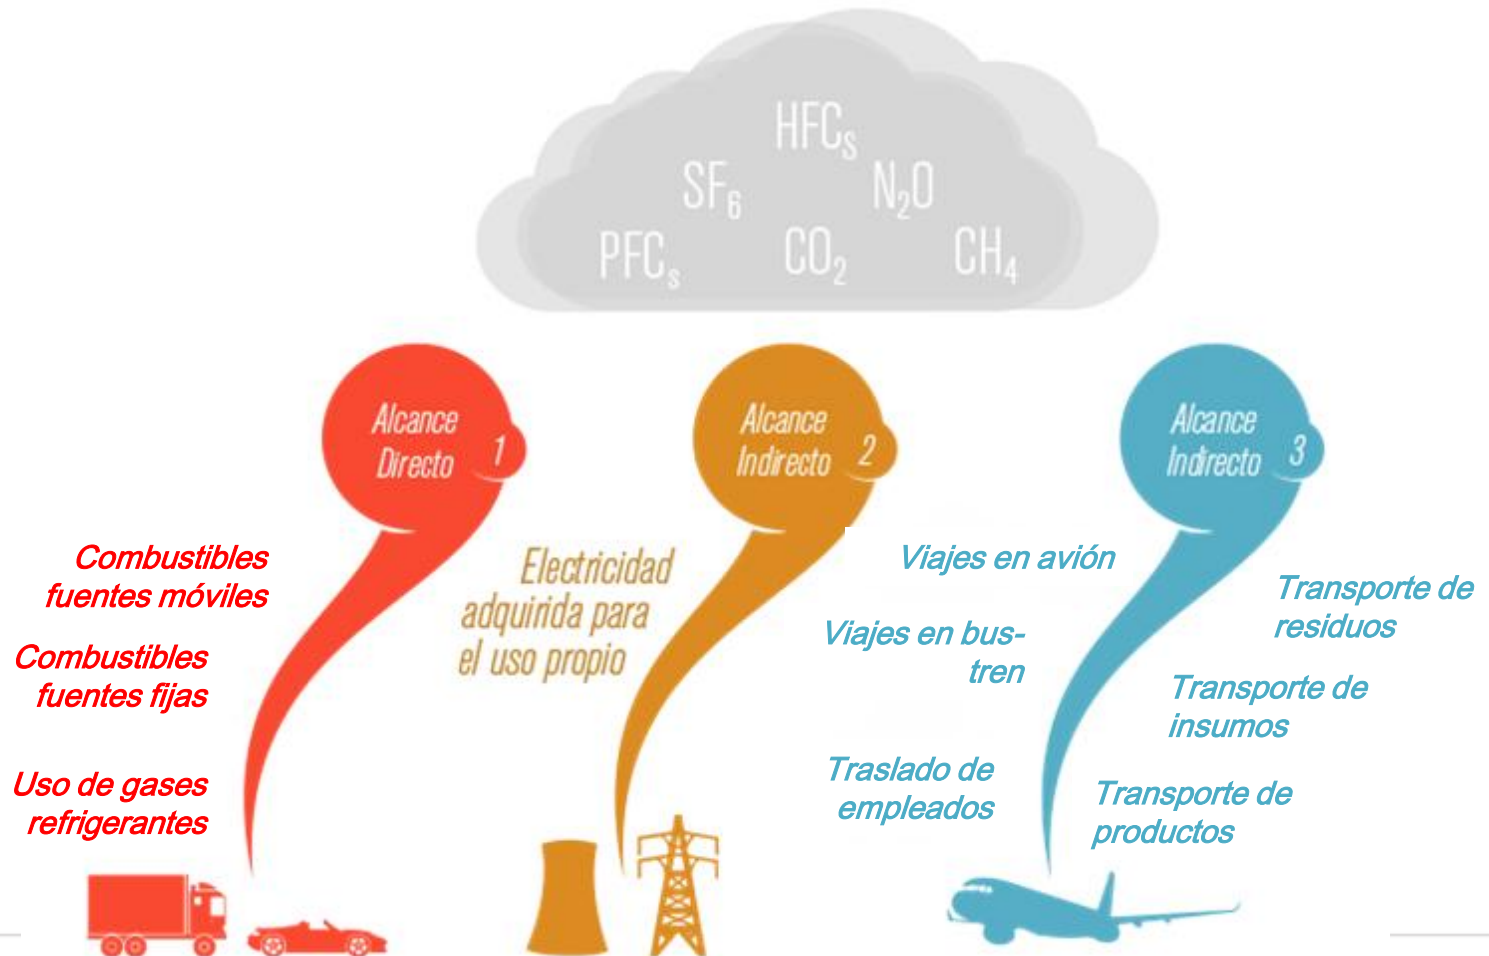 HFCs
SF6
N2O
PFCs
CO2
CH4
Alcance
Directo 1
Alcance
Indirecto 2
Alcance
Indirecto 3
Combustibles
fuentes móviles
Combustibles
fuentes fijas
Uso de gases
refrigerantes
Electricidad
adquirida para
el uso propio
Viajes en avión
Viajes en bus-
tren
Traslado de
empleados
Transporte de
residuos
Transporte de
insumos
Transporte de
productos